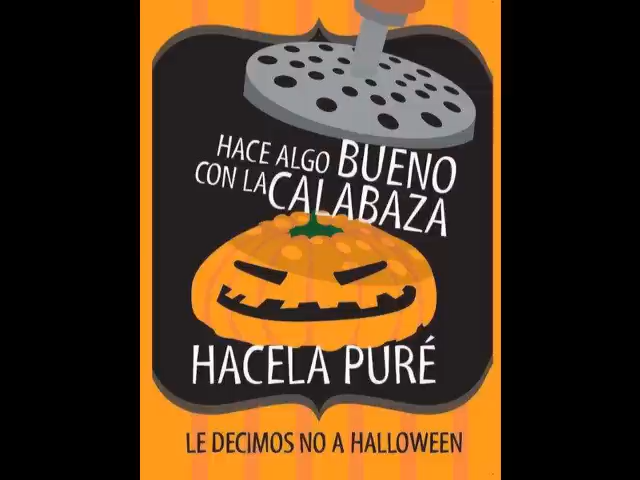 HACE ALGO BUENO
CON LA CALABAZA
HACELA PURÉ
LE DECIMOS NO A HALLOWEEN